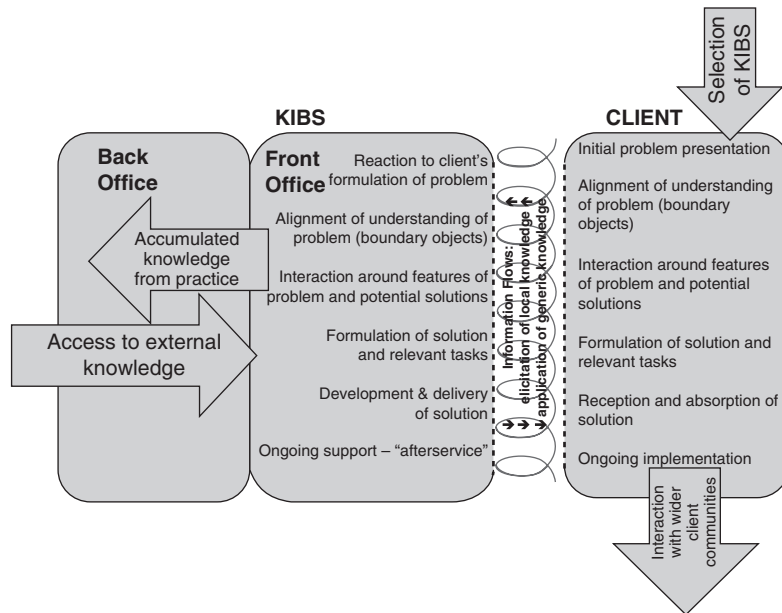 Selection
of KIBS
KIBS
CLIENT
Back
Office
Front
Office
Reaction to client's
formulation of problem
Alignment of understanding of
problem (boundary objects)
Interaction around features of
problem and potential solutions
Formulation of solution
and relevant tasks
Development & delivery
of solution
Ongoing support – “afterservice”
Accumulated
knowledge
from practice
Access to external
knowledge
Information Flows:
elicitation of local knowledge
application of generic knowledge
Initial problem presentation
Alignment of understanding
of problem (boundary
objects)
Interaction around features
of problem and potential
solutions
Formulation of solution and
relevant tasks
Reception and absorption of
solution
Ongoing implementation
Interaction
with wider
client
communities